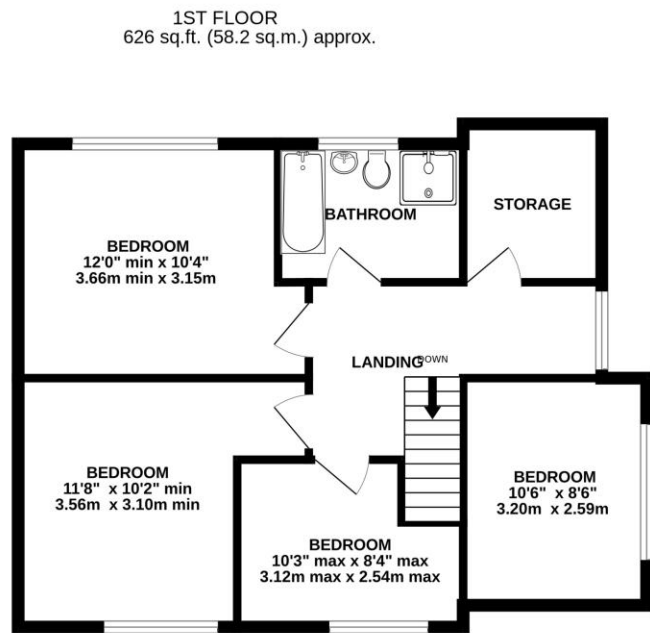 1ST FLOOR
626 sq.ft. (58.2 sq.m.) approx.
BATHROOM
STORAGE
BEDROOM
12'0" min x 10'4"
3.66m min x 3.15m
LANDING
DOWN
BEDROOM
11'8" x 10'2" min
3.56m x 3.10m min
BEDROOM
10'6" x 8'6"
3.20m x 2.59m
BEDROOM
10'3" max x 8'4" max
3.12m max x 2.54m max